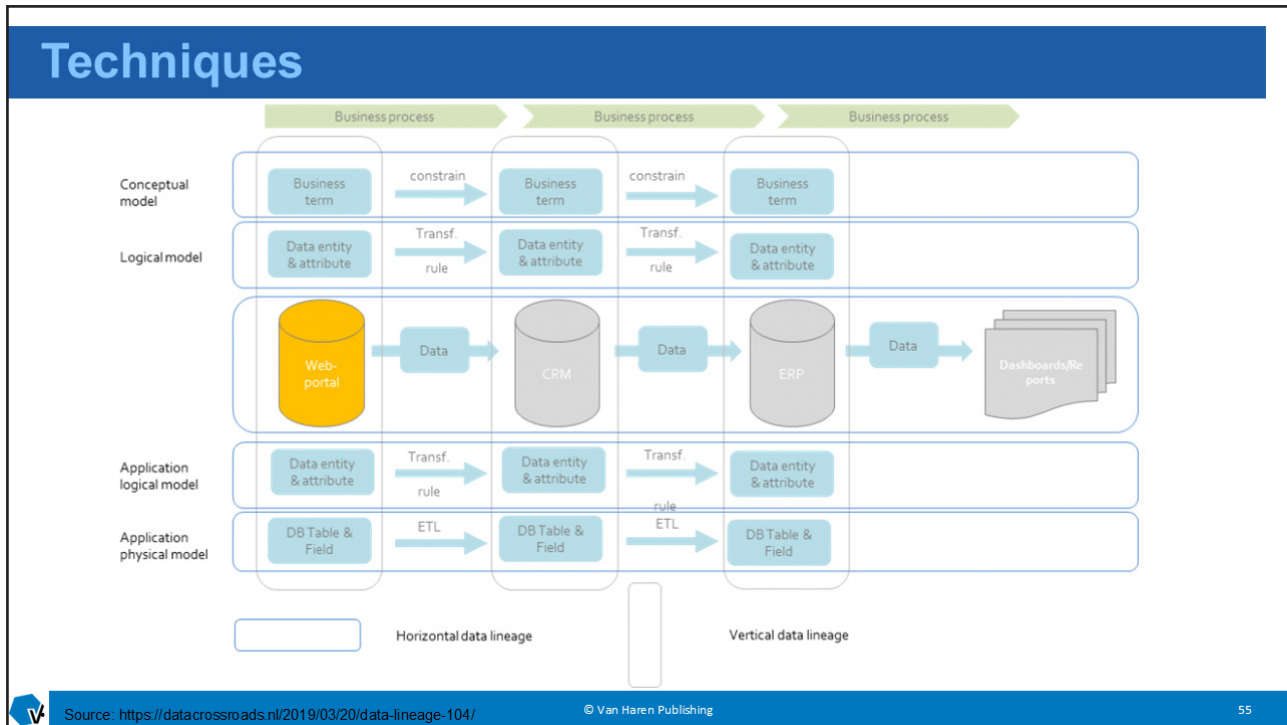 Techniques
Business process
Business process
Business process
Conceptual
model
Business
term
constrain
Business
term
constrain
Business
term
Logical model
Data entity
& attribute
Transf.
rule
Data entity
& attribute
Transf.
rule
Data entity
& attribute
Web-
portal
Data
CRM
Data
ERP
Data
Dashboards/Re
ports
Application
logical model
Data entity
& attribute
Transf.
rule
Data entity
& attribute
Transf.
rule
Data entity
& attribute
Application
physical model
DB Table &
Field
ETL
DB Table &
Field
ETL
DB Table &
Field
Horizontal data lineage
Vertical data lineage
V
Source: https://datacrossroads.nl/2019/03/20/data-lineage-104/
© Van Haren Publishing
55